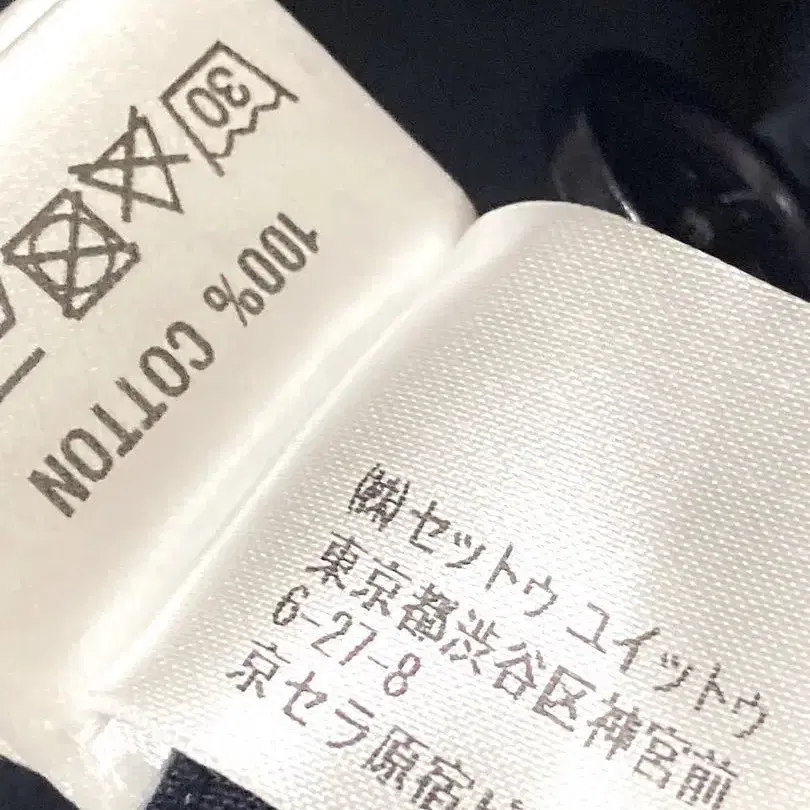 30
100% COTTON
㈱セットウ ユイットウ
東京都渋谷区神宮前
6-27-8
京セラ原宿